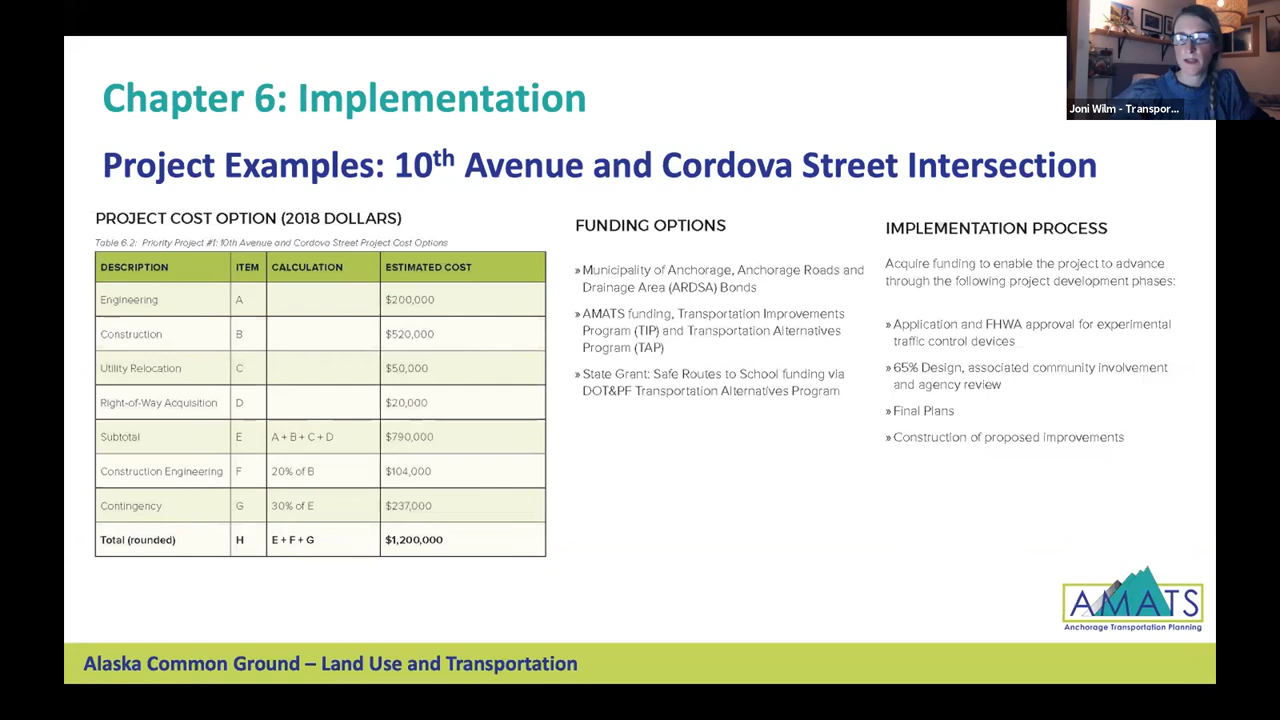 Chapter 6: Implementation
Project Examples: 10th Avenue and Cordova Street Intersection
PROJECT COST OPTION (2018 DOLLARS)
Table 6.2: Priority Project #1: 10th Avenue and Cordova Street Project Cost Options
DESCRIPTION ITEM CALCULATION ESTIMATED COST
Engineering A $200,000
Construction B $520,000
Utility Relocation C $50,000
Right-of-Way Acquisition D $20,000
Subtotal E A + B + C + D $790,000
Construction Engineering F 20% of B $104,000
Contingency G 30% of E $237,000
Total (rounded) H E + F + G $1,200,000
FUNDING OPTIONS
» Municipality of Anchorage, Anchorage Roads and
Drainage Area (ARDSA) Bonds
» AMATS funding, Transportation Improvements
Program (TIP) and Transportation Alternatives
Program (TAP)
» State Grant: Safe Routes to School funding via
DOT&PF Transportation Alternatives Program
IMPLEMENTATION PROCESS
Acquire funding to enable the project to advance
through the following project development phases:
» Application and FHWA approval for experimental
traffic control devices
» 65% Design, associated community involvement
and agency review
» Final Plans
» Construction of proposed improvements
Joni Wilm - Transpor...
AMATS
Anchorage Transportation Planning
Alaska Common Ground – Land Use and Transportation